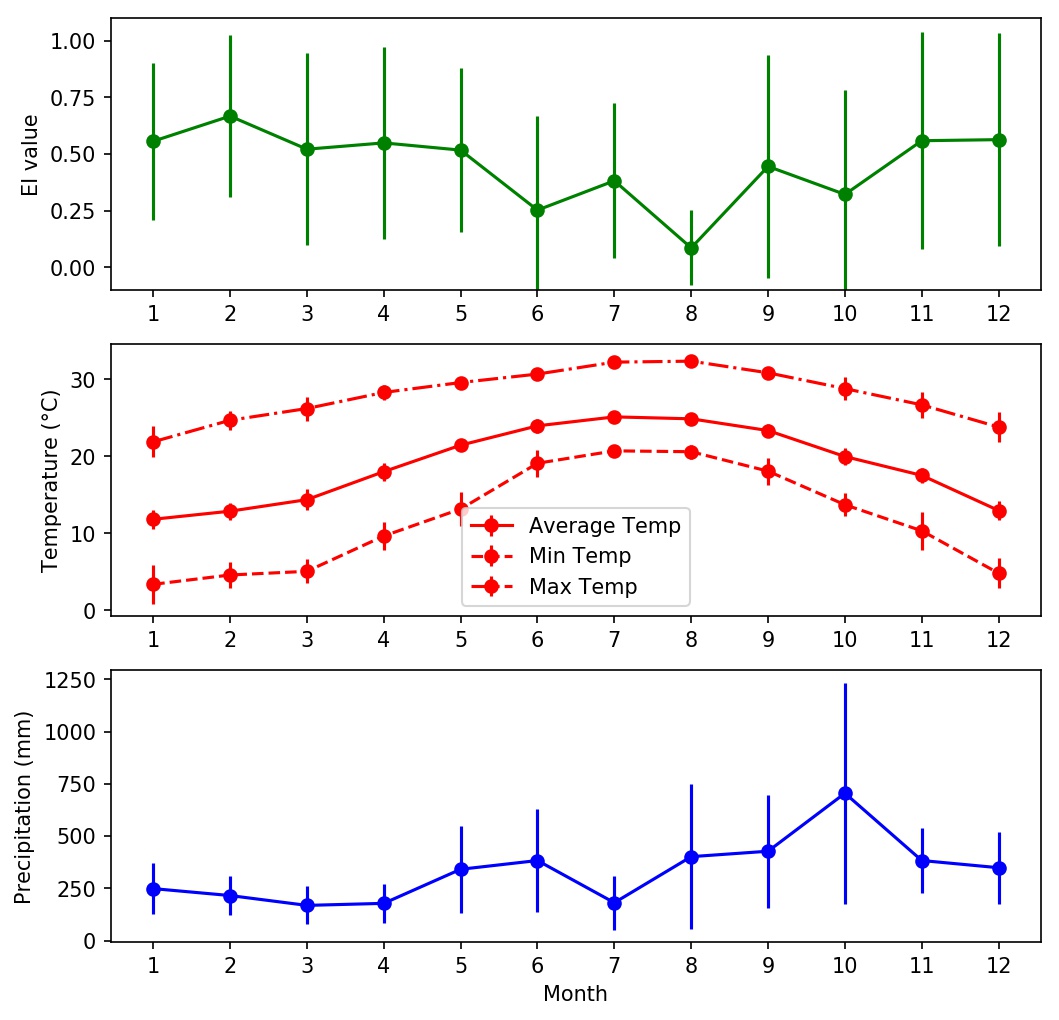 EI value
1.00
0.75
0.50
0.25
0.00
1 2 3 4 5 6 7 8 9 10 11 12
Temperature (°C)
30
20
10
0
Average Temp
Min Temp
Max Temp
1 2 3 4 5 6 7 8 9 10 11 12
Precipitation (mm)
1250
1000
750
500
250
0
1 2 3 4 5 6 7 8 9 10 11 12
Month